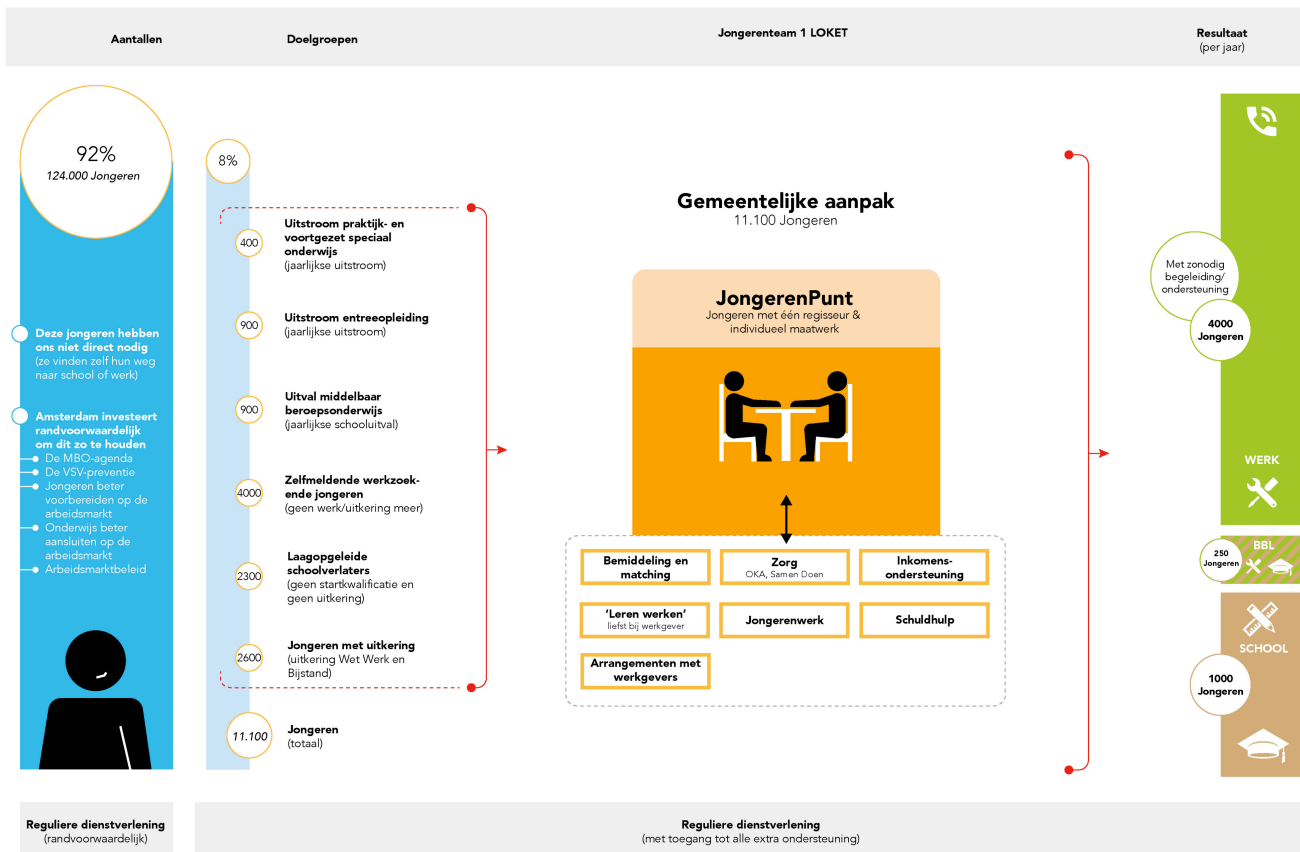 Aantallen
Doelgroepen
Jongerenteam 1 LOKET
Resultaat
(per jaar)
92%
124.000 Jongeren
Deze jongeren hebben
ons niet direct nodig
(ze vinden zelf hun weg
naar school of werk)
Amsterdam investeert
randvoorwaardelijk
om dit zo te houden
De MBO-agenda
De VSV-preventie
Jongeren beter
voorbereiden op de
arbeidsmarkt
Onderwijs beter
aansluiten op de
arbeidsmarkt
Arbeidsmarktbeleid
8%
400
Uitstroom praktijk- en
voortgezet speciaal
onderwijs
(jaarlijkse uitstroom)
900
Uitstroom entreeopleiding
(jaarlijkse uitstroom)
900
Uitval middelbaar
beroepsonderwijs
(jaarlijkse schooluitval)
4000
Zelfmeldende werkzoek-
ende jongeren
(geen werk/uitkering meer)
2300
Laagopgeleide
schoolverlaters
(geen startkwalificatie en
geen uitkering)
2600
Jongeren met uitkering
(uitkering Wet Werk en
Bijstand)
11.100
Jongeren
(totaal)
Gemeentelijke aanpak
11.100 Jongeren
JongerenPunt
Jongeren met één regisseur &
individueel maatwerk
Bemiddeling en
matching
Zorg
OKA, Samen Doen
Inkomens-
ondersteuning
‘Leren werken’
liefst bij werkgever
Jongerenwerk
Schuldhulp
Arrangementen met
werkgevers
Met zonodig
begeleiding/
ondersteuning
4000
Jongeren
WERK
250
Jongeren
BBL
SCHOOL
1000
Jongeren
Reguliere dienstverlening
(randvoorwaardelijk)
Reguliere dienstverlening
(met toegang tot alle extra ondersteuning)